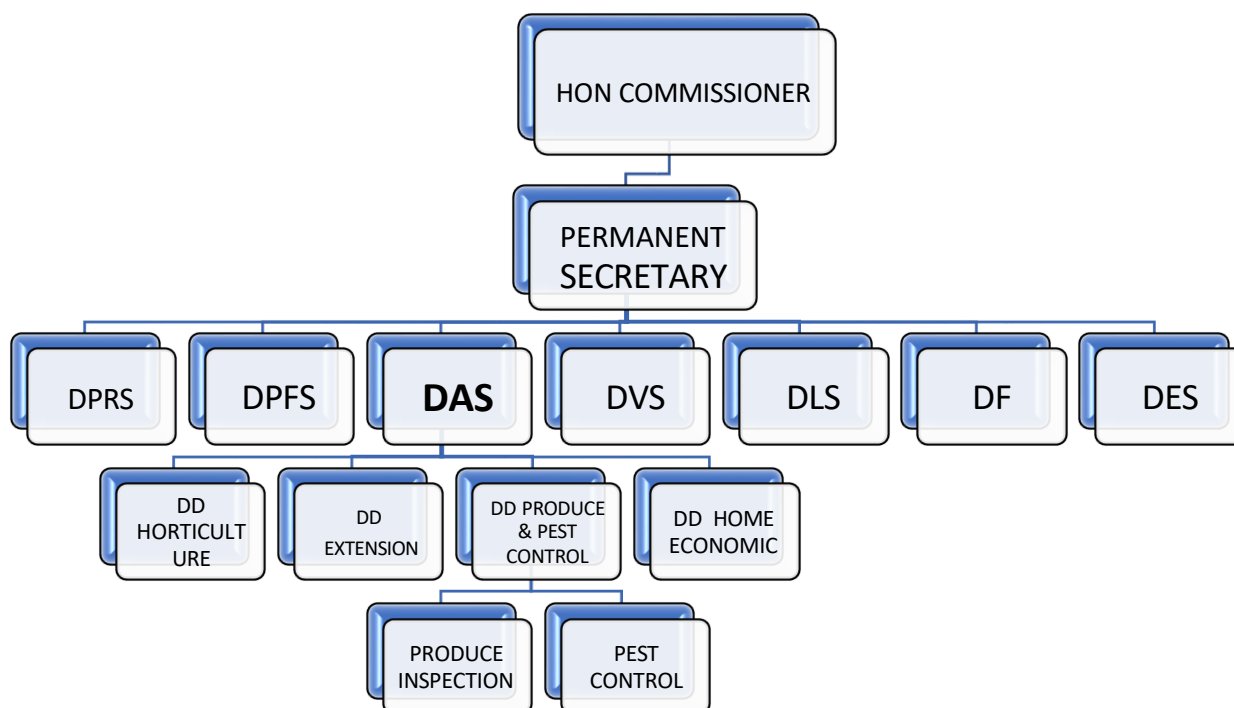 HON COMMISSIONER
PERMANENT
SECRETARY
DPRS
DPFS
DAS
DVS
DLS
DF
DES
DD
HORTICULT
URE
DD
EXTENSION
DD PRODUCE
& PEST
CONTROL
DD HOME
ECONOMIC
PRODUCE
INSPECTION
PEST
CONTROL